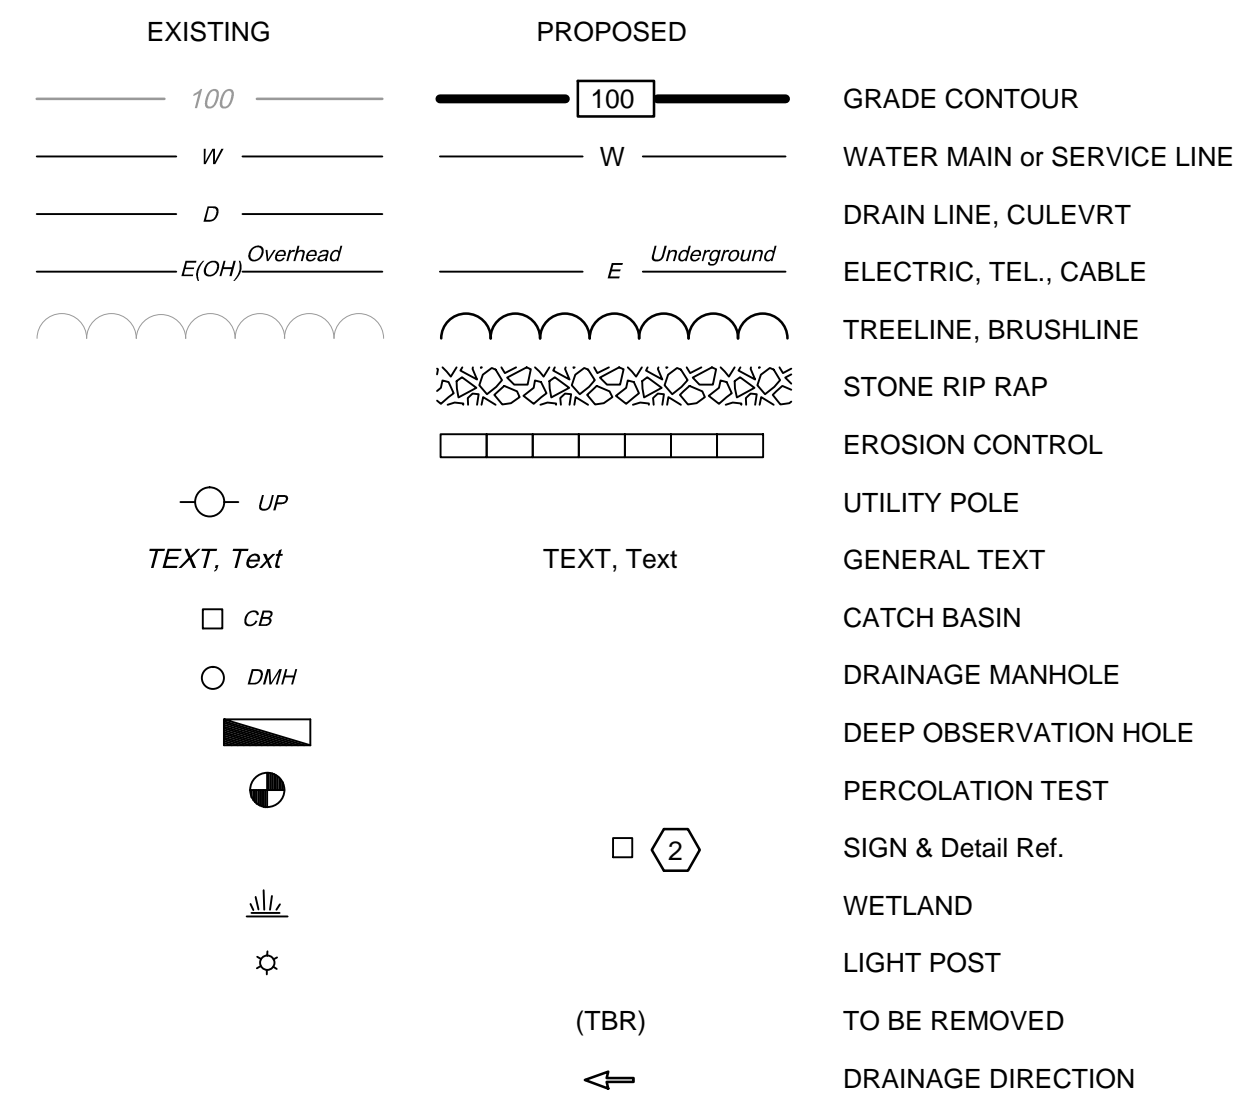 EXISTING PROPOSED
100 100 GRADE CONTOUR
W W WATER MAIN or SERVICE LINE
D DRAIN LINE, CULEVRT
E(OH) Overhead E Underground ELECTRIC, TEL., CABLE
TREELINE, BRUSHLINE
STONE RIP RAP
EROSION CONTROL
UP UTILITY POLE
TEXT, Text TEXT, Text GENERAL TEXT
CB CATCH BASIN
DMH DRAINAGE MANHOLE
DEEP OBSERVATION HOLE
PERCOLATION TEST
2 SIGN & Detail Ref.
WETLAND
LIGHT POST
(TBR) TO BE REMOVED
DRAINAGE DIRECTION